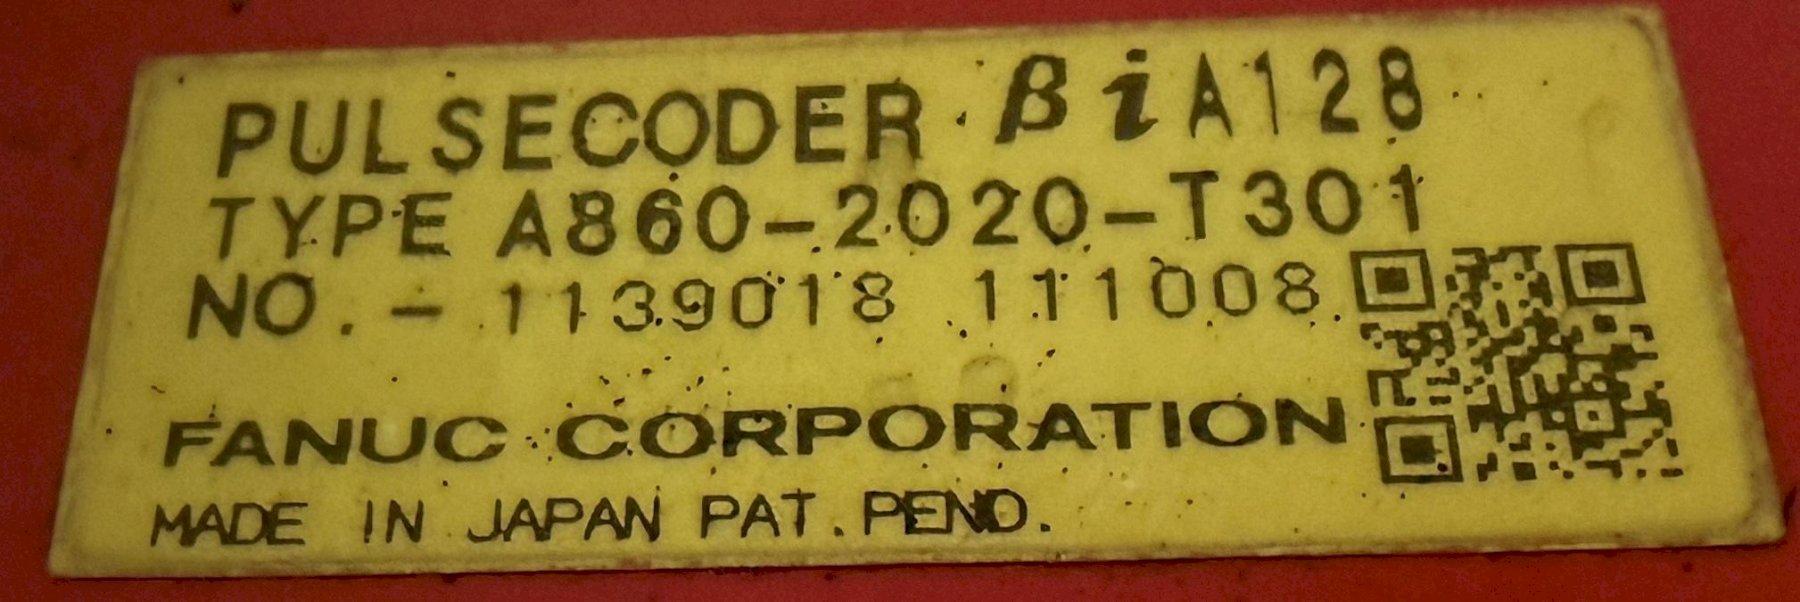 PULSECODER βiA128
TYPE A860-2020-T301
NO. - 1139018 111008
FANUC CORPORATION
MADE IN JAPAN PAT. PEND.